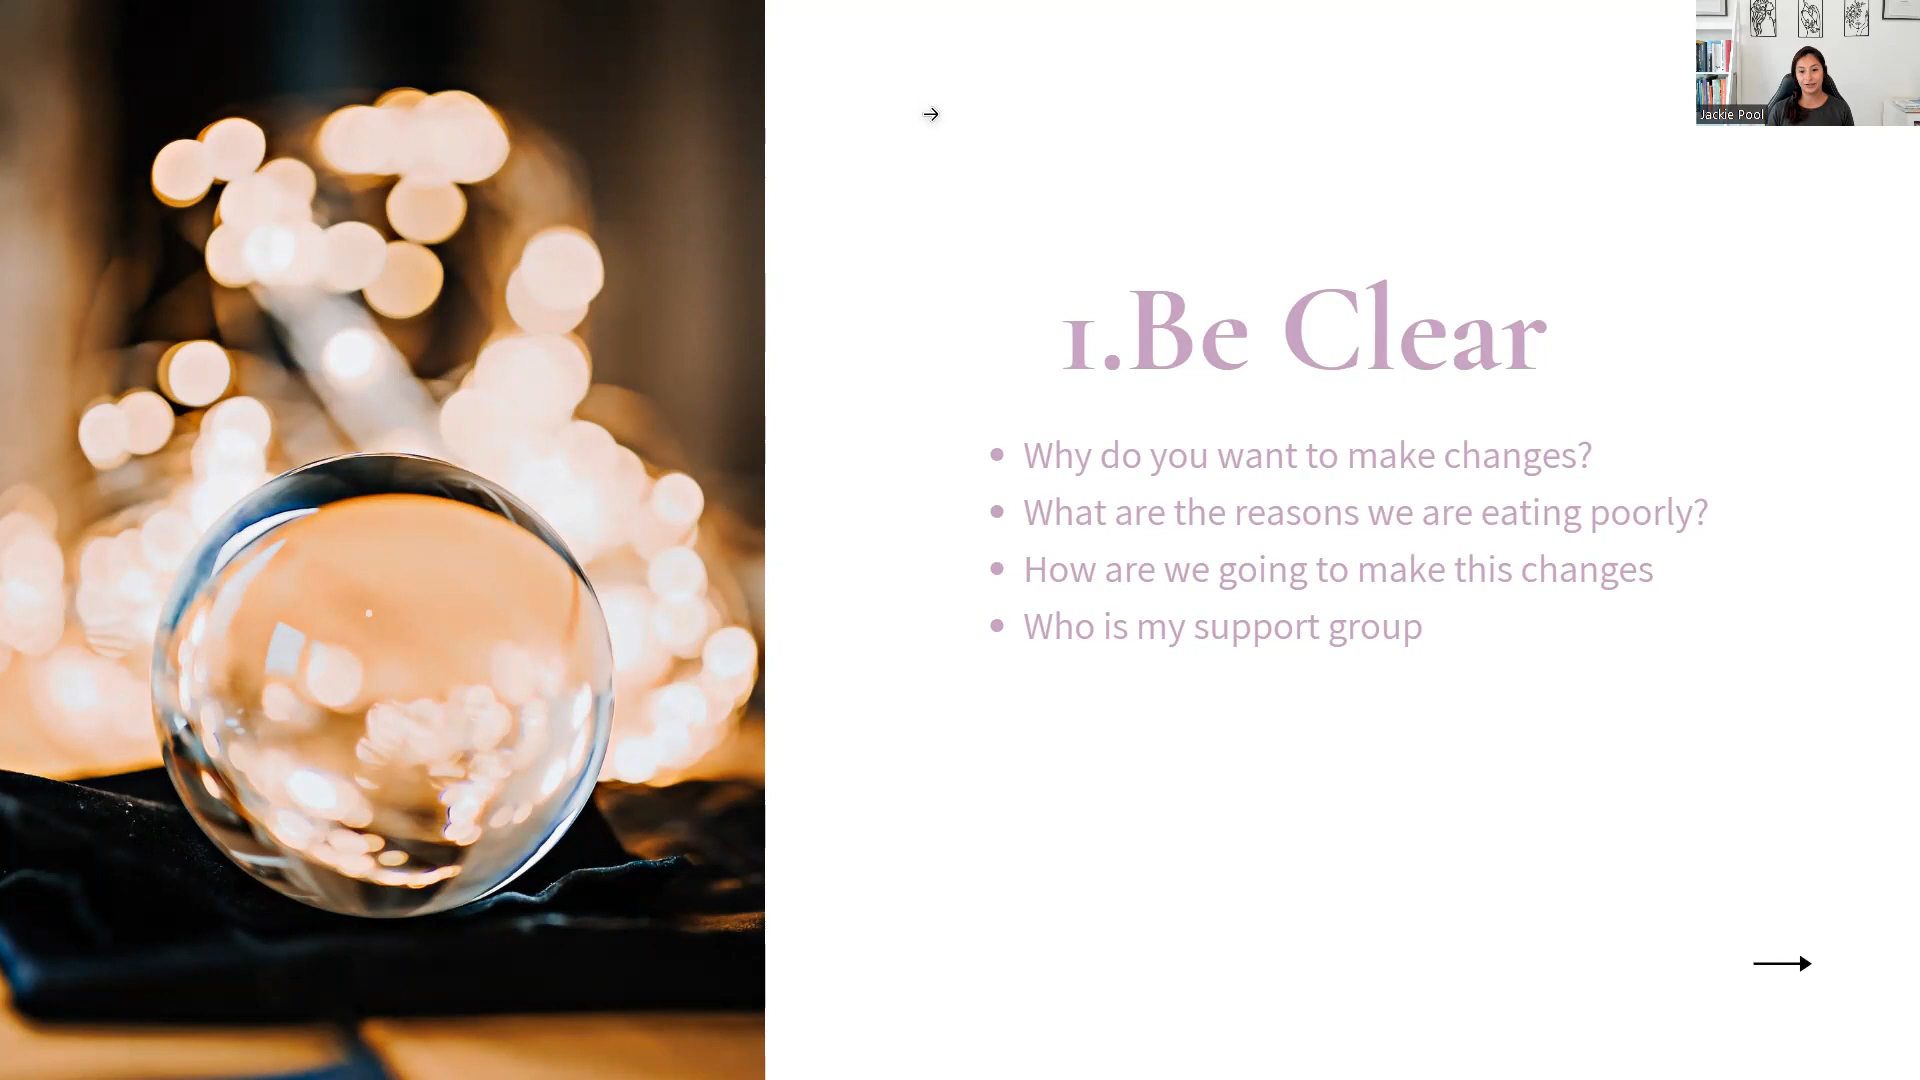 Jackie Pool
1.Be Clear
• Why do you want to make changes?
• What are the reasons we are eating poorly?
• How are we going to make this changes
• Who is my support group